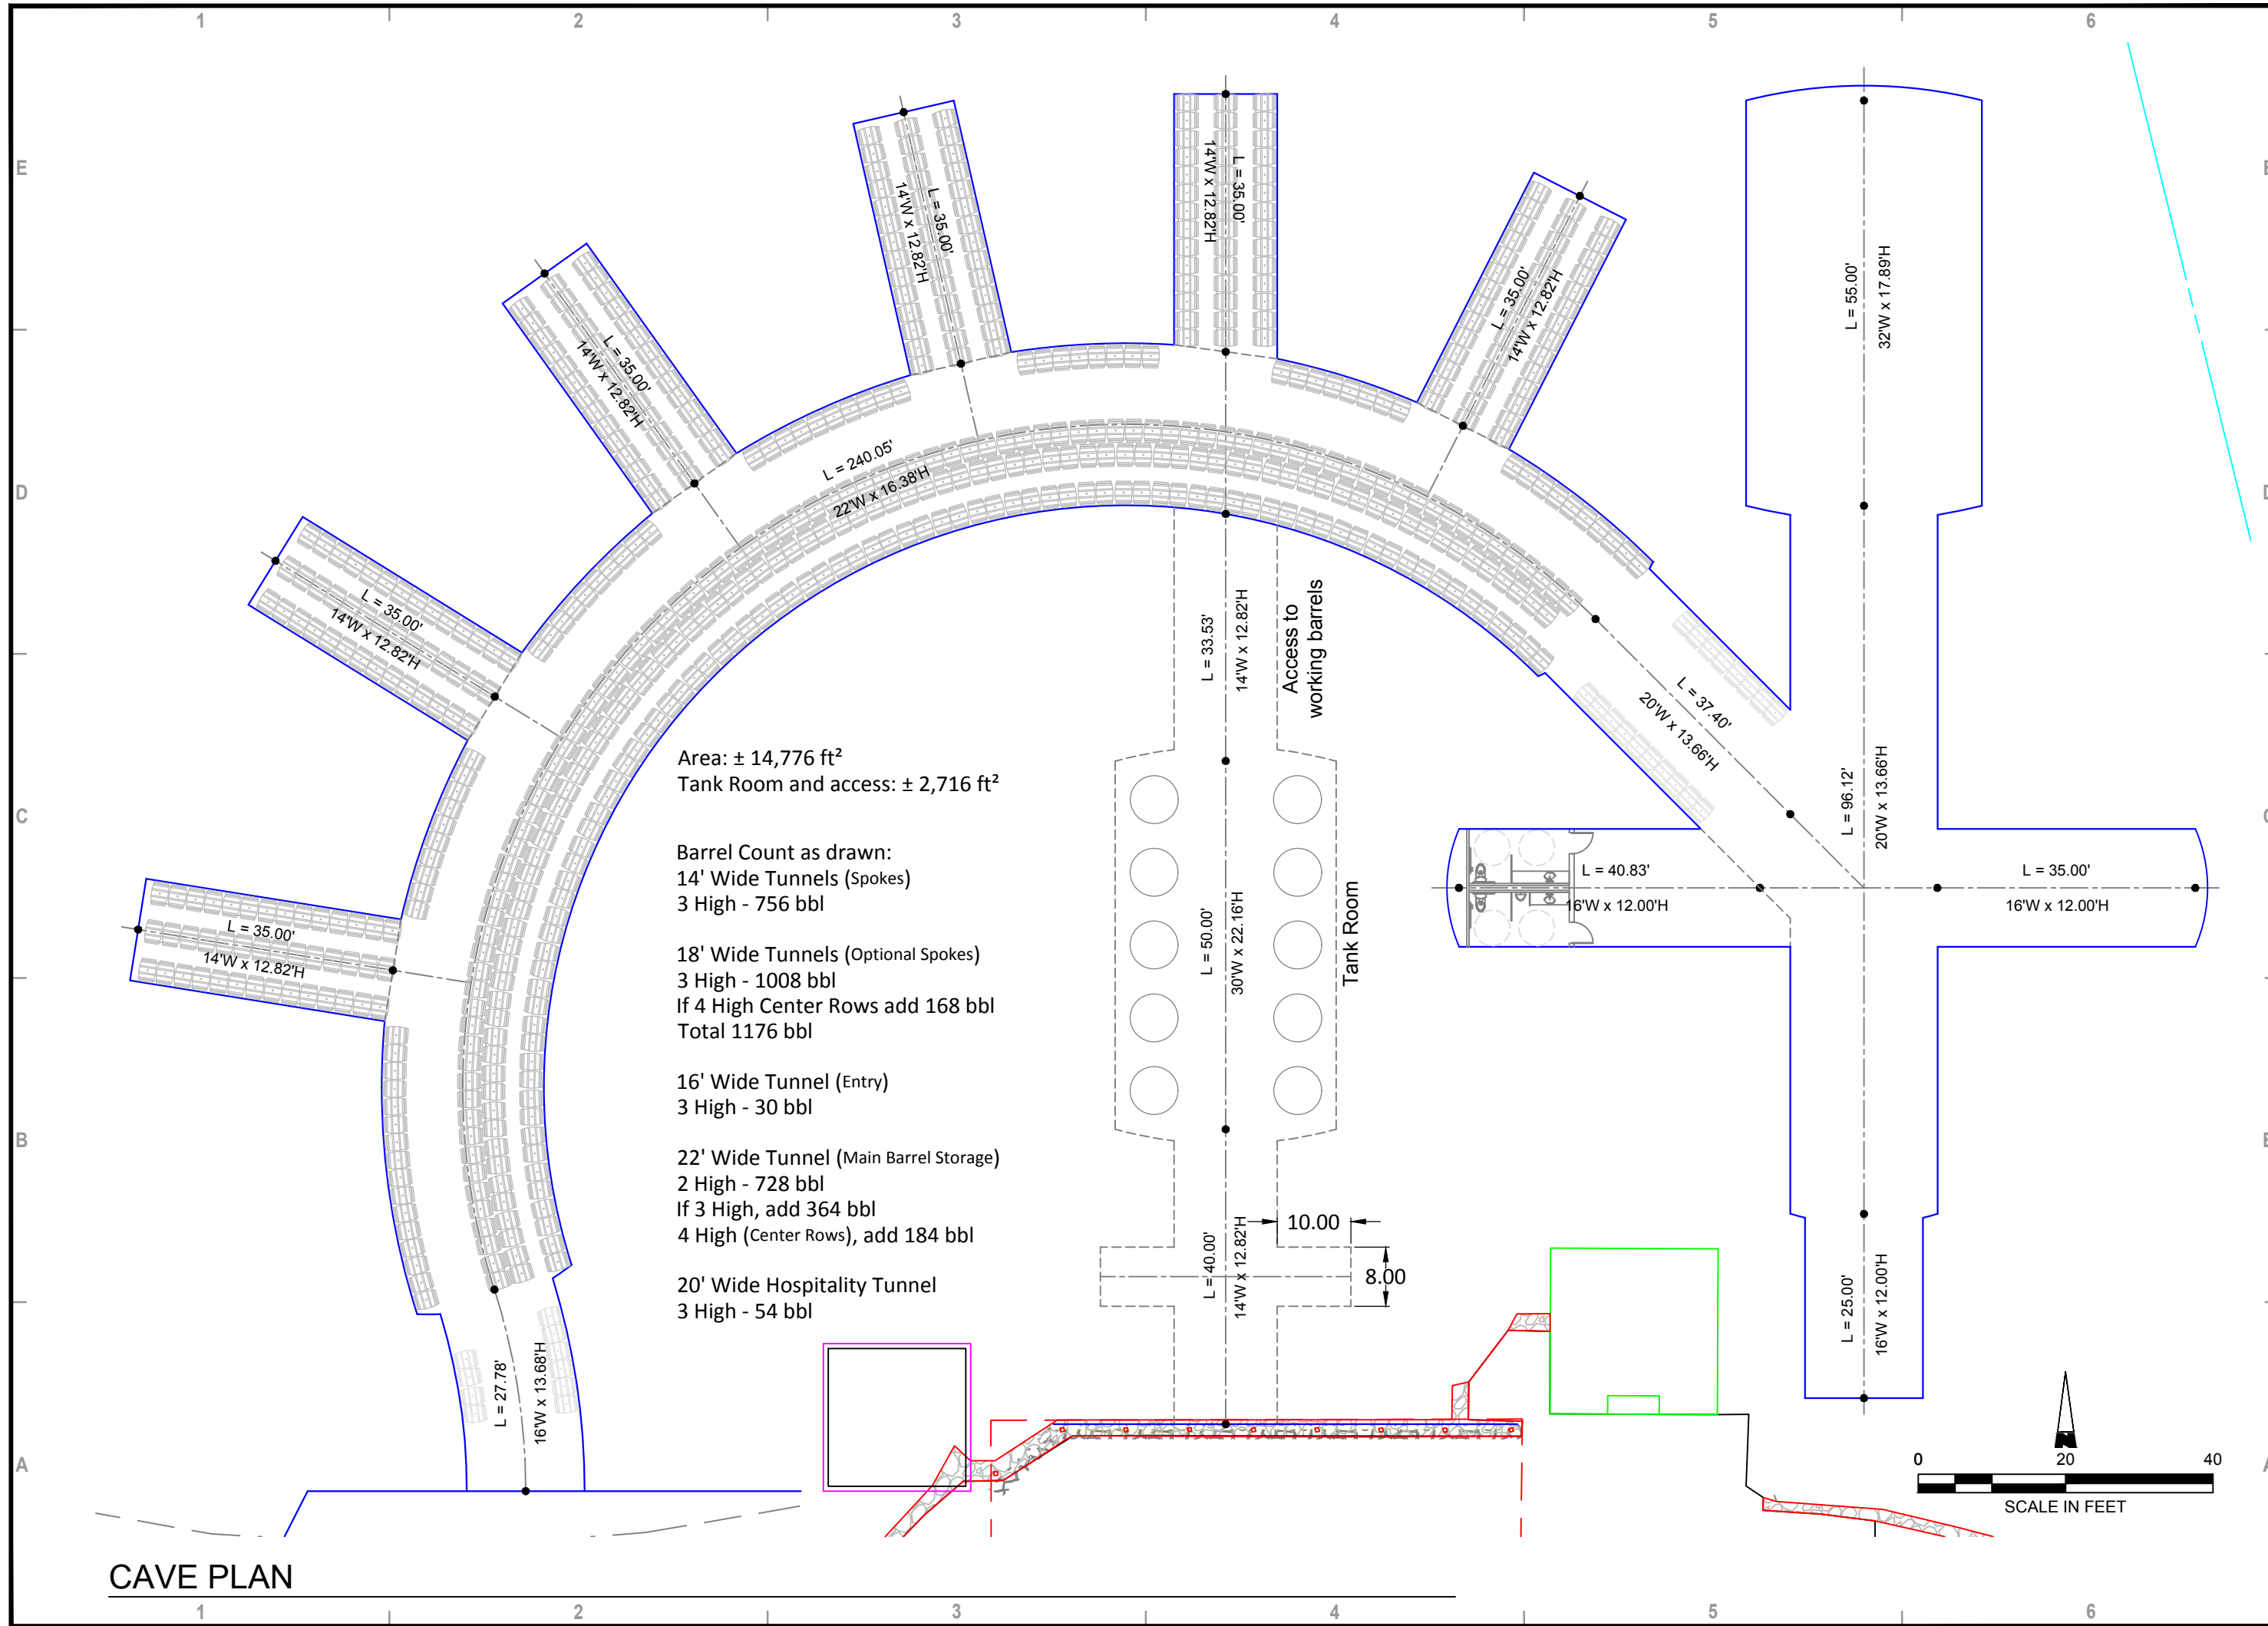 1 2 3 4 5 6
E
E
D
D
C
C
B
B
A
A
L = 35.00'
14'W x 12.82'H
L = 35.00'
14'W x 12.82'H
L = 35.00'
14'W x 12.82'H
L = 35.00'
14'W x 12.82'H
L = 35.00'
14'W x 12.82'H
L = 35.00'
14'W x 12.82'H
L = 240.05'
22'W x 16.38'H
L = 55.00'
32'W x 17.89'H
L = 33.53'
14'W x 12.82'H
Access to
working barrels
L = 37.40'
20'W x 13.66'H
L = 96.12'
20'W x 13.66'H
L = 40.83'
16'W x 12.00'H
L = 35.00'
16'W x 12.00'H
Area: ± 14,776 ft²
Tank Room and access: ± 2,716 ft²
Barrel Count as drawn:
14' Wide Tunnels (Spokes)
3 High - 756 bbl
18' Wide Tunnels (Optional Spokes)
3 High - 1008 bbl
If 4 High Center Rows add 168 bbl
Total 1176 bbl
16' Wide Tunnel (Entry)
3 High - 30 bbl
22' Wide Tunnel (Main Barrel Storage)
2 High - 728 bbl
If 3 High, add 364 bbl
4 High (Center Rows), add 184 bbl
20' Wide Hospitality Tunnel
3 High - 54 bbl
L = 50.00'
30'W x 22.16'H
Tank Room
10.00
8.00
L = 40.00'
14'W x 12.82'H
L = 27.78'
16'W x 13.68'H
L = 25.00'
16'W x 12.00'H
N
0 20 40
SCALE IN FEET
CAVE PLAN
1 2 3 4 5 6